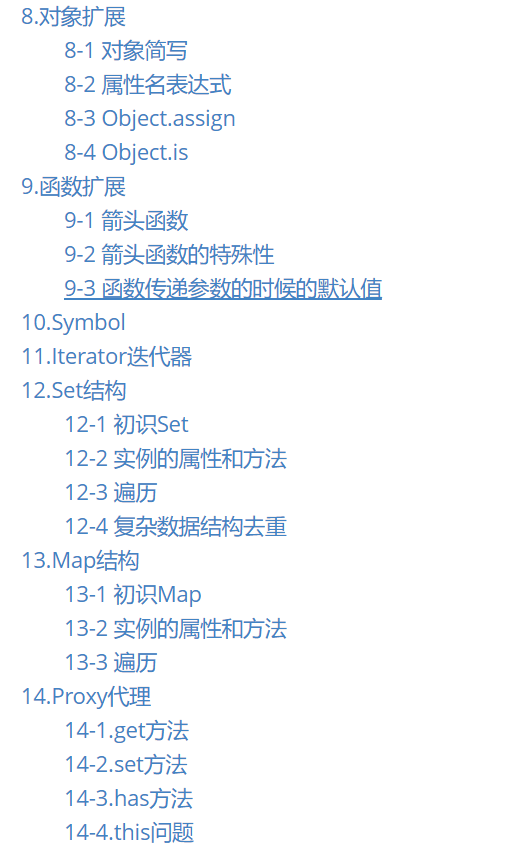 8.对象扩展
8-1 对象简写
8-2 属性名表达式
8-3 Object.assign
8-4 Object.is
9.函数扩展
9-1 箭头函数
9-2 箭头函数的特殊性
9-3 函数传递参数的时候的默认值
10.Symbol
11.Iterator迭代器
12.Set结构
12-1 初识Set
12-2 实例的属性和方法
12-3 遍历
12-4 复杂数据结构去重
13.Map结构
13-1 初识Map
13-2 实例的属性和方法
13-3 遍历
14.Proxy代理
14-1.get方法
14-2.set方法
14-3.has方法
14-4.this问题